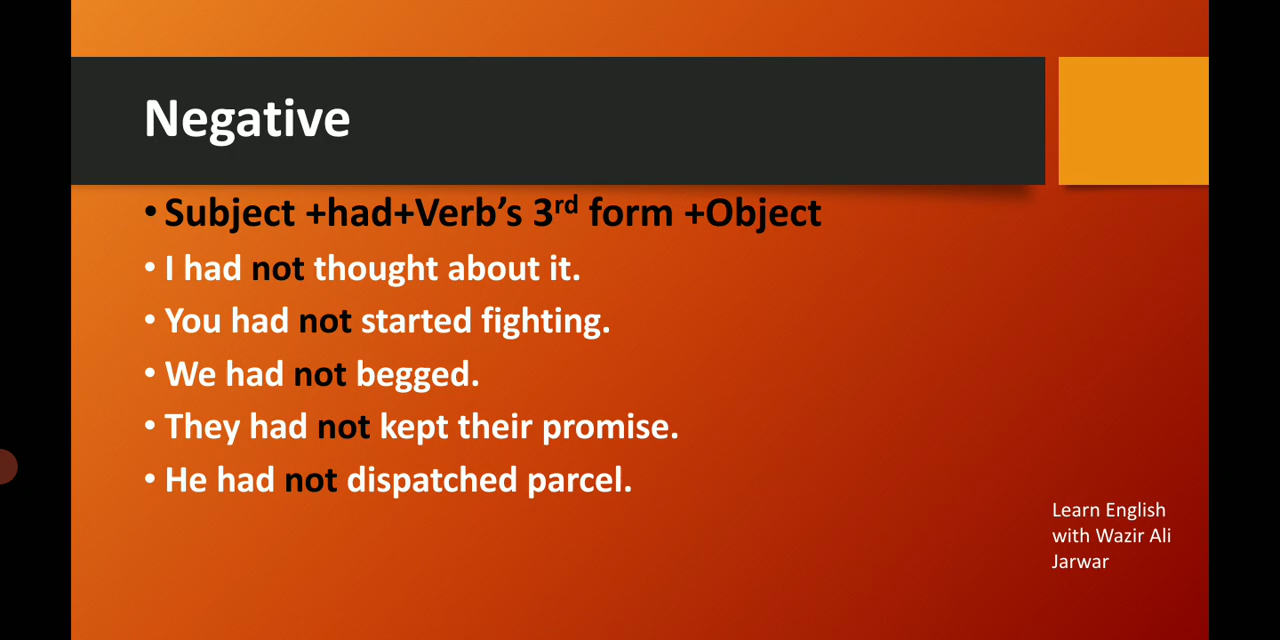 Negative
• Subject +had+Verb’s 3rd form +Object
• I had not thought about it.
• You had not started fighting.
• We had not begged.
• They had not kept their promise.
• He had not dispatched parcel.
Learn English
with Wazir Ali
Jarwar